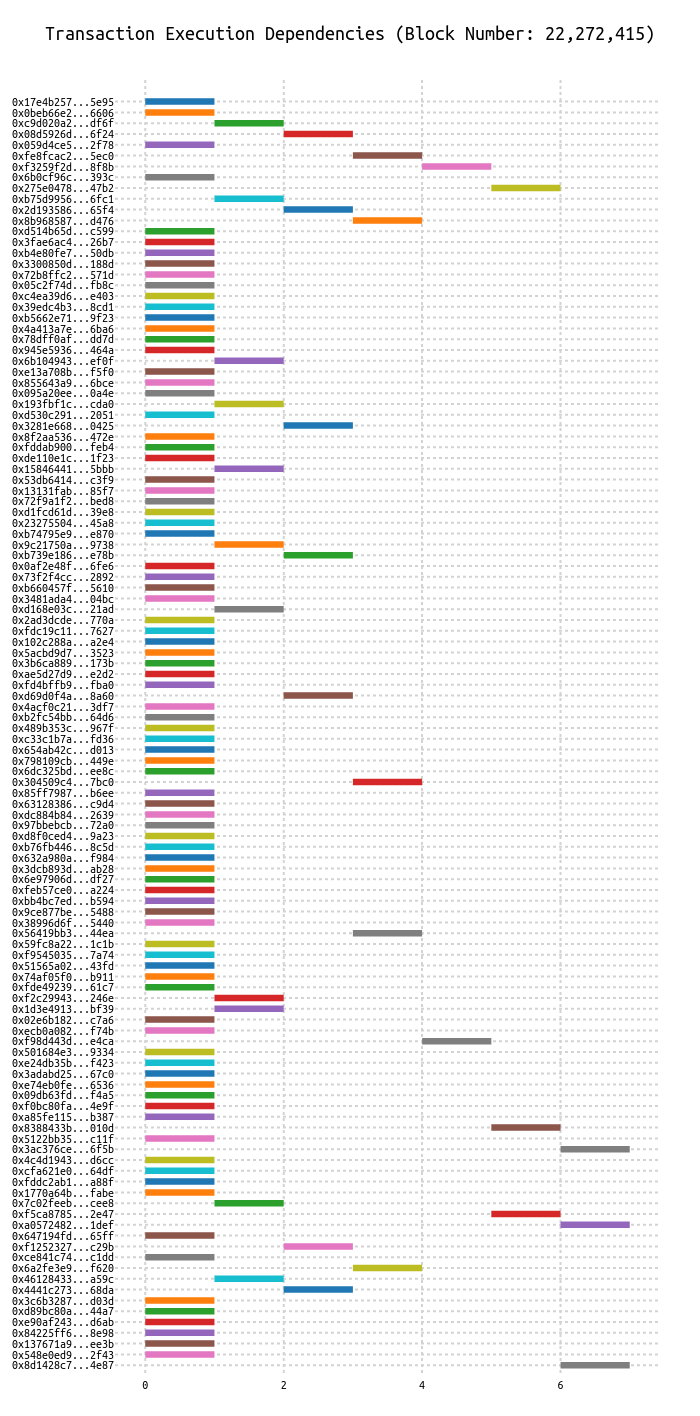 Transaction Execution Dependencies (Block Number: 22,272,415)
0x17e4b257...5e95
0x0beb66e2...6606
0xc9d020a2...df6f
0x08d5926d...6f24
0x059d4ce5...2f78
0xfe8fcac2...5ec0
0xf3259f2d...8f8b
0x6b0cf96c...393c
0x275e0478...47b2
0xb75d9956...6fc1
0x2d193586...65f4
0x8b968587...d476
0xd514b65d...c599
0x3fae6ac4...26b7
0xb4e80fe7...50db
0x3300850d...188d
0x72b8ffc2...571d
0x05c2f74d...fb8c
0xc4ea39d6...e403
0x39edc4b3...8cd1
0xb5662e71...9f23
0x4a413a7e...6ba6
0x78dff0af...dd7d
0x945e5936...464a
0x6b104943...ef0f
0xe13a708b...f5f0
0x855643a9...6bce
0x095a20ee...0a4e
0x193fbf1c...cda0
0xd530c291...2051
0x3281e668...0425
0x8f2aa536...472e
0xfddab900...feb4
0xde110e1c...1f23
0x15846441...5bbb
0x53db6414...c3f9
0x13131fab...85f7
0x72f9a1f2...bed8
0xd1fcd61d...39e8
0x23275504...45a8
0xb74795e9...e870
0x9c21750a...9738
0xb739e186...e78b
0x0af2e48f...6fe6
0x73f2f4cc...2892
0xb660457f...5610
0x3481ada4...04bc
0xd168e03c...21ad
0x2ad3dcde...770a
0xfdc19c11...7627
0x102c288a...a2e4
0x5acbd9d7...3523
0x3b6ca889...173b
0xae5d27d9...e2d2
0xfd4bffb9...fba0
0xd69d0f4a...8a60
0x4acf0c21...3df7
0xb2fc54bb...64d6
0x489b353c...967f
0xc33c1b7a...fd36
0x654ab42c...d013
0x798109cb...449e
0x6dc325bd...ee8c
0x304509c4...7bc0
0x85ff7987...b6ee
0x63128386...c9d4
0xdc884b84...2639
0x97bbebcb...72a0
0xd8f0ced4...9a23
0xb76fb446...8c5d
0x632a980a...f984
0x3dcb893d...ab28
0x6e97906d...df27
0xfeb57ce0...a224
0xbb4bc7ed...b594
0x9ce877be...5488
0x38996d6f...5440
0x56419bb3...44ea
0x59fc8a22...1c1b
0xf9545035...7a74
0x51565a02...43fd
0x74af05f0...b911
0xfde49239...61c7
0xf2c29943...246e
0x1d3e4913...bf39
0x02e6b182...c7a6
0xecb0a082...f74b
0xf98d443d...e4ca
0x501684e3...9334
0xe24db35b...f423
0x3adabd25...67c0
0xe74eb0fe...6536
0x09db63fd...f4a5
0xf0bc80fa...4e9f
0xa85fe115...b387
0x8388433b...010d
0x5122bb35...c11f
0x3ac376ce...6f5b
0x4c4d1943...d6cc
0xcfa621e0...64df
0xfddc2ab1...a88f
0x1770a64b...fabe
0x7c02feeb...cee8
0xf5ca8785...2e47
0xa0572482...1def
0x647194fd...65ff
0xf1252327...c29b
0xce841c74...c1dd
0x6a2fe3e9...f620
0x46128433...a59c
0x4441c273...68da
0x3c6b3287...d03d
0xd89bc80a...44a7
0xe90af243...d6ab
0x84225ff6...8e98
0x137671a9...ee3b
0x548e0ed9...2f43
0x8d1428c7...4e87
0 2 4 6